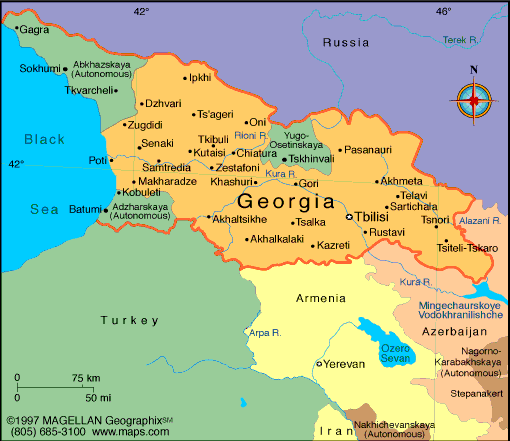 42°
46°
Gagra
Russia
Terek R.
Sokhumi
Abkhazskaya
(Autonomous)
Ipkhi
N
Tkvarcheli
Dzhvari
Ts'ageri
Zugdidi
Oni
Rioni R.
Yugo-
Osetinskaya
Black
Senaki
Tkibuli
Kutaisi
Chiatura
Tskhinvali
Pasanauri
Poti
42°
Samtredia
Zestafoni
Kura R.
Makharadze
Khashuri
Gori
Akhmeta
Kobuleti
Georgia
Telavi
Sea
Batumi
Adzharskaya
(Autonomous)
Akhaltsikhe
Tsalka
Tbilisi
Sartichala
Tsnori
Alazani R.
Rustavi
Akhalkalaki
Kazreti
Tsiteli-Tskaro
Kura R.
Armenia
Mingechaurskoye
Vodokhranilishche
Turkey
Arpa R.
Azerbaijan
Ozero
Sevan
Nagorno-
Karabakhskaya
(Autonomous)
Yerevan
0 75 km
0 50 mi
Stepanakert
©1997 MAGELLAN Geographix℠
(805) 685-3100 www.maps.com
Iran
Nakhichevanskaya
(Autonomous)